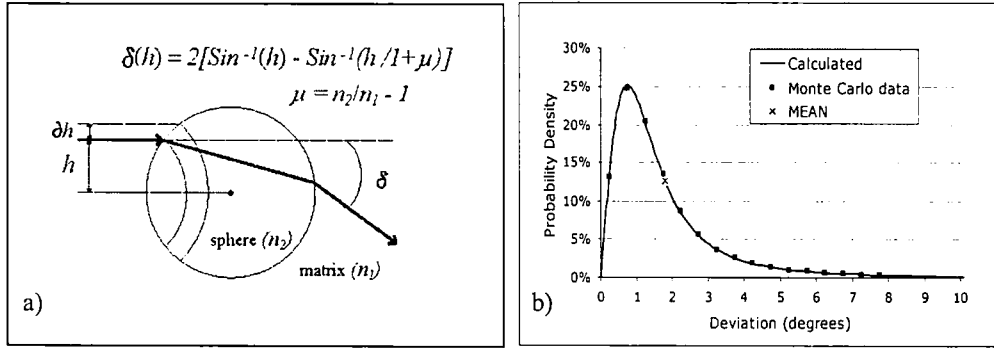 δ(h) = 2[Sin⁻¹(h) - Sin⁻¹(h/1+μ)]
μ = n₂/n₁ - 1
∂h
h
δ
sphere (n₂)
matrix (n₁)
a)
30%
25%
20%
15%
10%
5%
0%
Probability Density
Calculated
Monte Carlo data
MEAN
0 1 2 3 4 5 6 7 8 9 10
Deviation (degrees)
b)